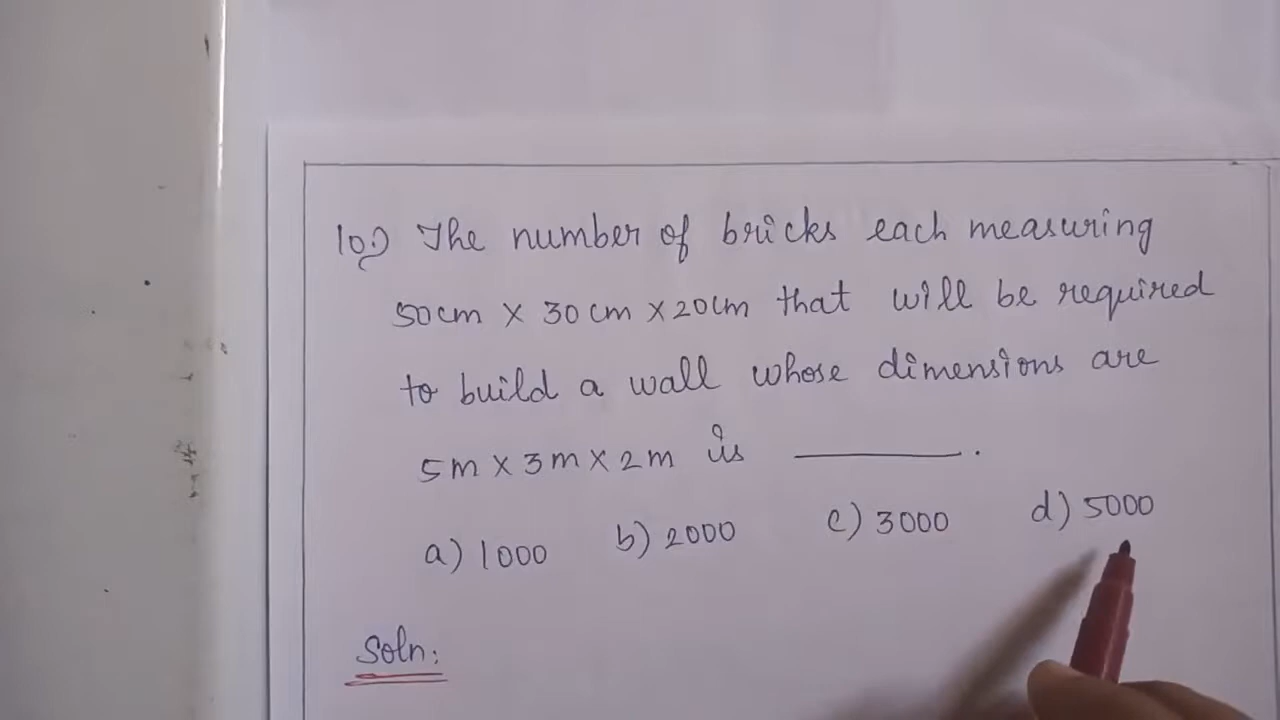 10.) The number of bricks each measuring
50cm x 30cm x 20cm that will be required
to build a wall whose dimensions are
5m x 3m x 2m is ______.
a) 1000 b) 2000 c) 3000 d) 5000
Soln: